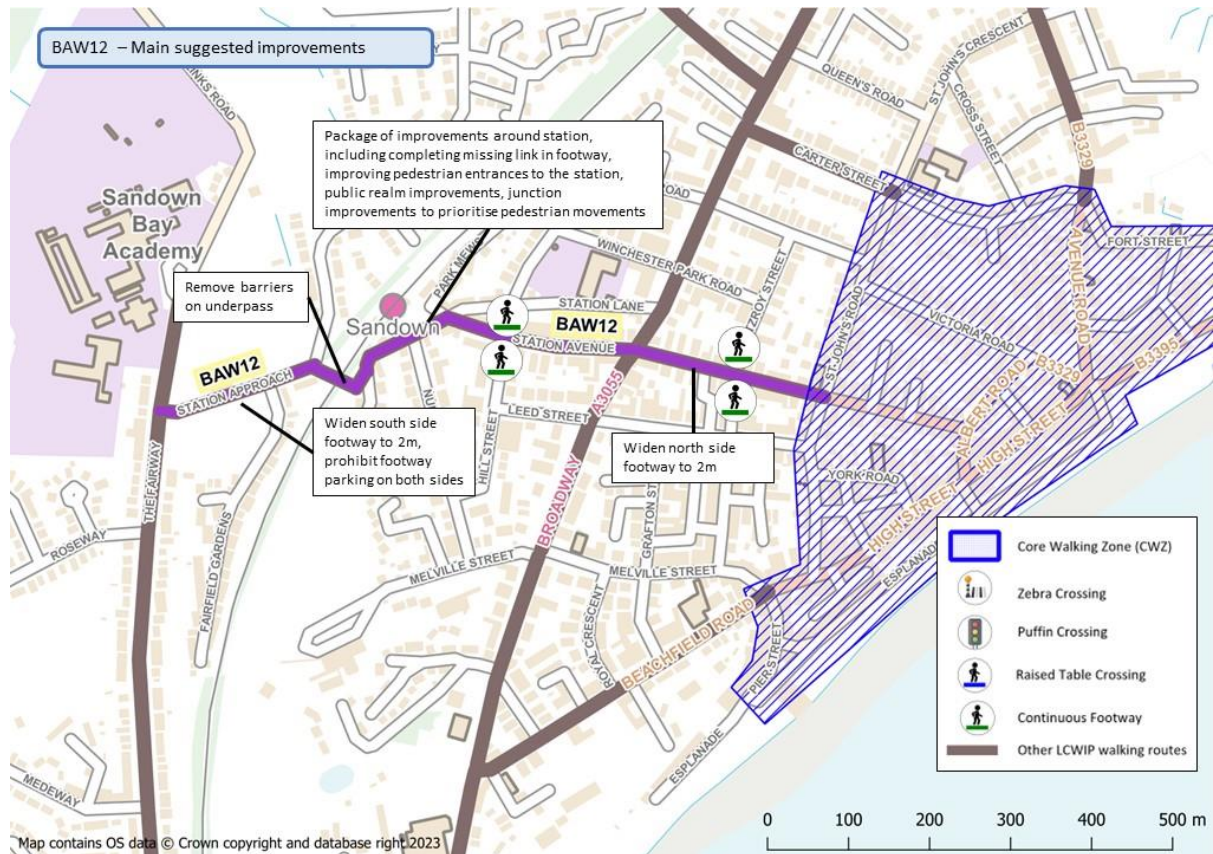 BAW12 – Main suggested improvements
LINKS ROAD
Package of improvements around station,
including completing missing link in footway,
improving pedestrian entrances to the station,
public realm improvements, junction
improvements to prioritise pedestrian movements
QUEEN'S ROAD
ST JOHN'S CRESCENT
CROSS STREET
B3329
CARTER STREET
Sandown
Bay
Academy
ROAD
WINCHESTER PARK ROAD
PARK MEWS
FORT STREET
AVENUE ROAD
Remove barriers
on underpass
Sandown
STATION LANE
BAW12
STATION AVENUE
FITZROY STREET
ST JOHN'S ROAD
VICTORIA ROAD
B3329
B3395
ALBERT ROAD
BAW12
STATION APPROACH
A3055
LEED STREET
HILL STREET
Widen south side
footway to 2m,
prohibit footway
parking on both sides
Widen north side
footway to 2m
YORK ROAD
HIGH STREET
HIGH STREET
THE FAIRWAY
BROADWAY
GRAFTON ST
ROSEWAY
FAIRFIELD GARDENS
MELVILLE STREET
MELVILLE STREET
ESPLANAD
ROYAL CRESCENT
BEACHFIELD ROAD
PIER STREET
ESPLANADE
MEDEWAY
Core Walking Zone (CWZ)
Zebra Crossing
Puffin Crossing
Raised Table Crossing
Continuous Footway
Other LCWIP walking routes
0 100 200 300 400 500 m
Map contains OS data © Crown copyright and database right 2023